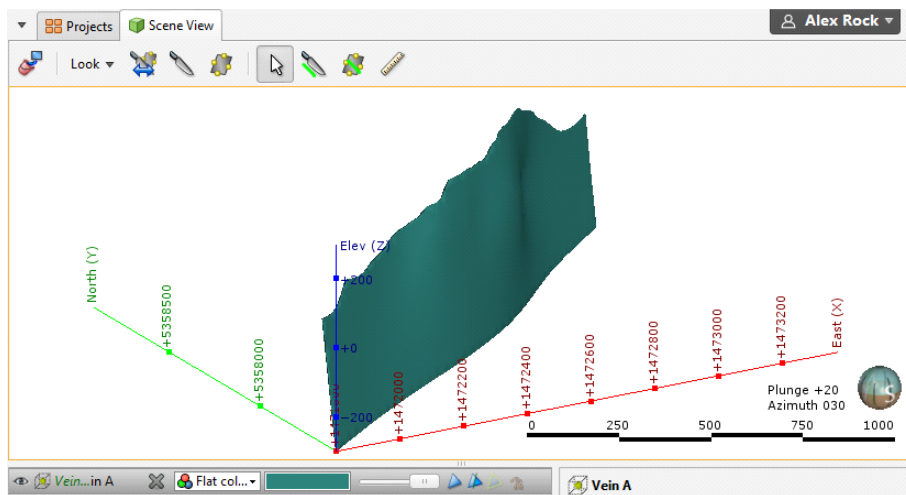 Projects
Scene View
Alex Rock
Look
Elev (Z)
+200
+0
-200
North (Y)
+5358500
+5358000
+1472000
+1472200
+1472400
+1472600
+1472800
+1473000
+1473200
East (X)
Plunge +20
Azimuth 030
S
0 250 500 750 1000
Vein...in A
Flat col...
Vein A